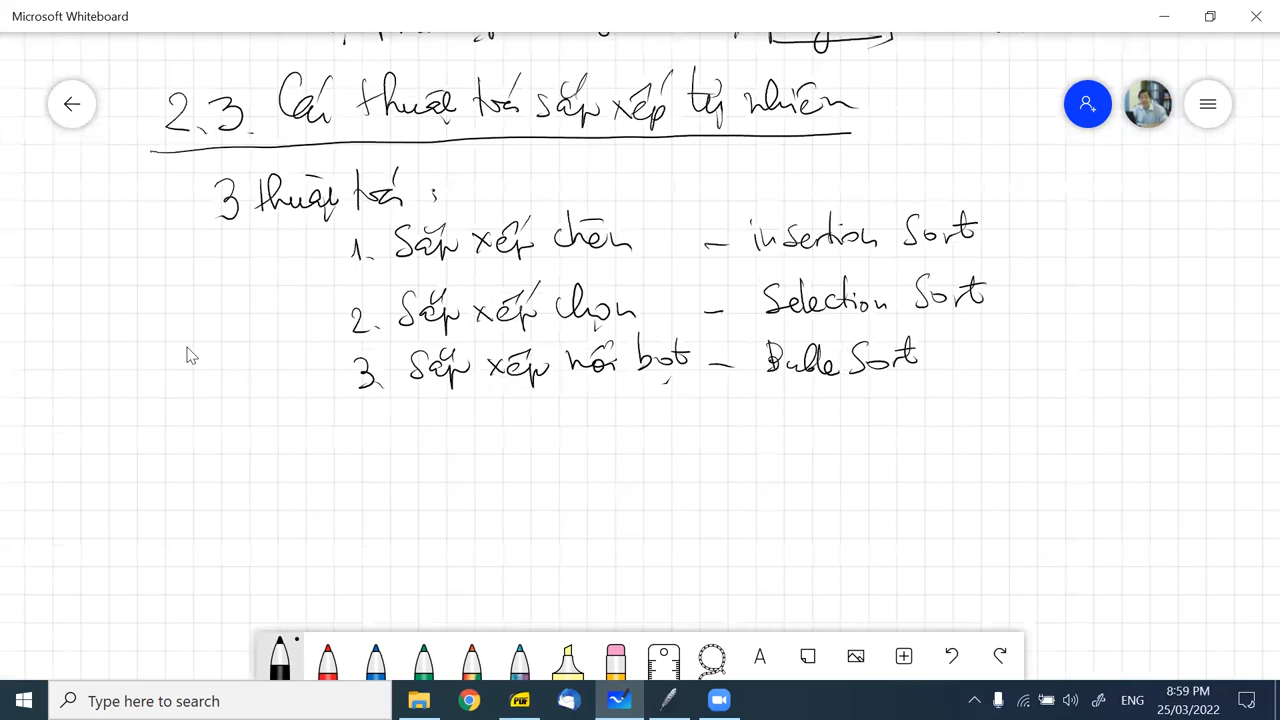 Microsoft Whiteboard
2.3. Các thuật toán sắp xếp tự nhiên
3 thuật toán :
1. Sắp xếp chèn - insertion Sort
2. Sắp xếp chọn - Selection Sort
3. Sắp xếp nổi bọt - Buble Sort
Type here to search
PDF
ENG
8:59 PM
25/03/2022